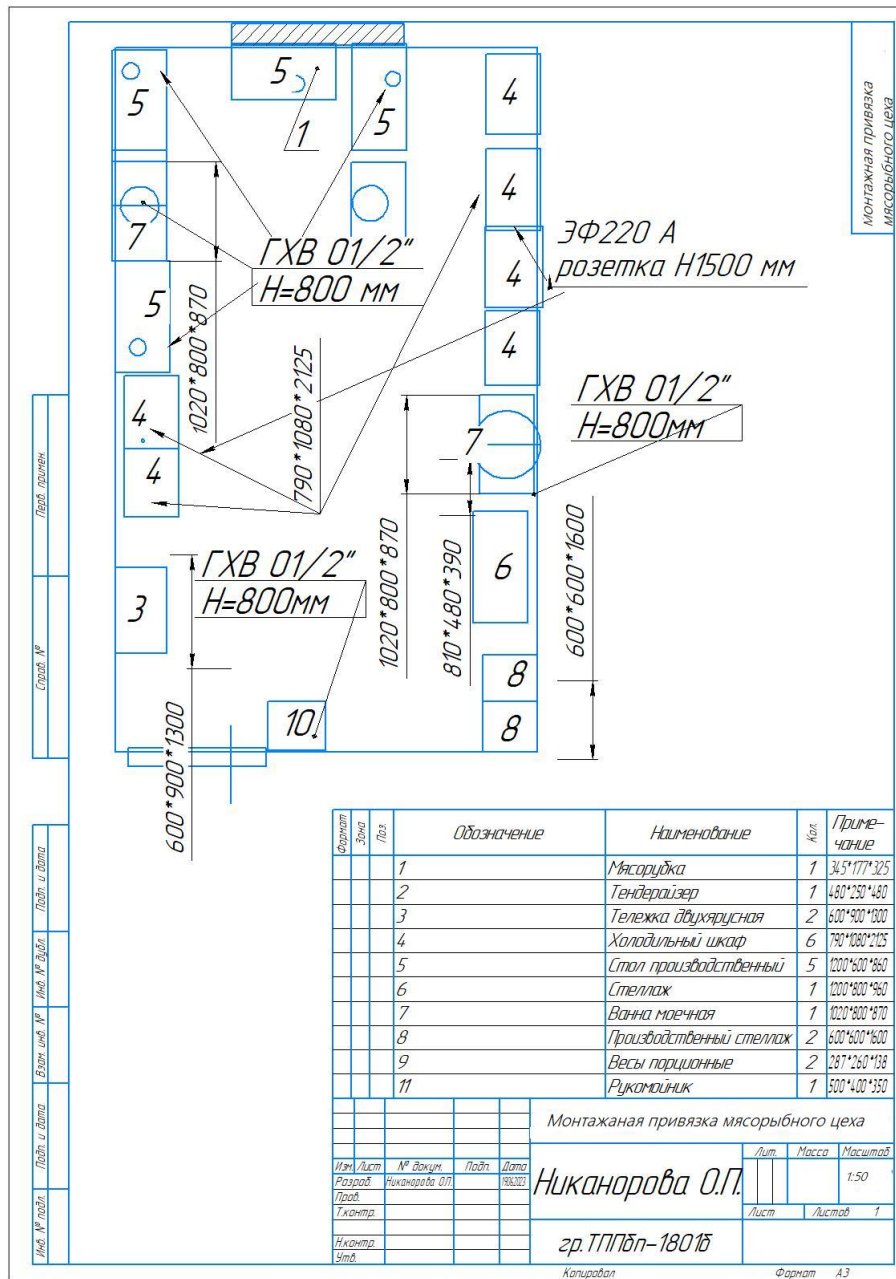 Монтажная привязка
мясорыбного цеха
5
5
5
4
1
4
7
ГХВ 01/2"
H=800 мм
ЭФ220 А
розетка H1500 мм
4
5
4
1020*800*870
790*1080*2125
ГХВ 01/2"
H=800мм
4
7
4
ГХВ 01/2"
H=800мм
3
1020*800*870
810*480*390
6
600*600*1600
8
10
8
600*900*1300
Перв. примен.
Справ. №
Подп. и дата
Инв. № дубл.
Взам. инв. №
Подп. и дата
Инв. № подл.
Формат Зона Поз. Обозначение Наименование Кол. Приме-
чание
1 Мясорубка 1 345*177*325
2 Тендерайзер 1 480*250*480
3 Тележка двухярусная 2 600*900*1300
4 Холодильный шкаф 6 790*1080*2125
5 Стол производственный 5 1200*600*860
6 Стеллаж 1 1200*800*960
7 Ванна моечная 1 1020*800*870
8 Производственный стеллаж 2 600*600*1600
9 Весы порционные 2 287*260*138
11 Рукомойник 1 500*400*350
Монтажаная привязка мясорыбного цеха
Изм. Лист № докум. Подп. Дата
Разраб. Никанорова О.П.
Пров.
Т.контр.
Н.контр.
Утв.
Никанорова О.П.
Лит. Масса Масштаб
1:50
Лист Листов 1
гр.ТППбп-1801б
Копировал Формат А3